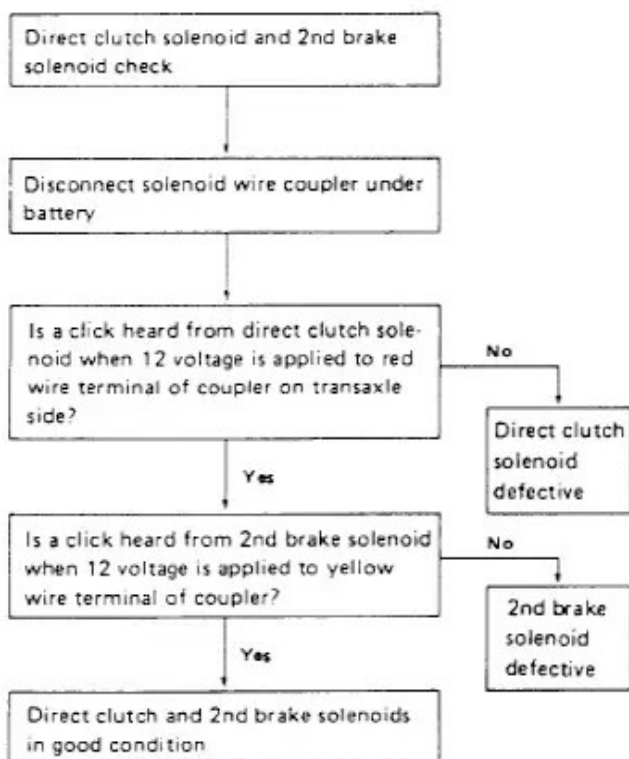 Direct clutch solenoid and 2nd brake
solenoid check
Disconnect solenoid wire coupler under
battery
Is a click heard from direct clutch sole-
noid when 12 voltage is applied to red
wire terminal of coupler on transaxle
side?
No
Direct clutch
solenoid
defective
Yes
Is a click heard from 2nd brake solenoid
when 12 voltage is applied to yellow
wire terminal of coupler?
No
2nd brake
solenoid
defective
Yes
Direct clutch and 2nd brake solenoids
in good condition